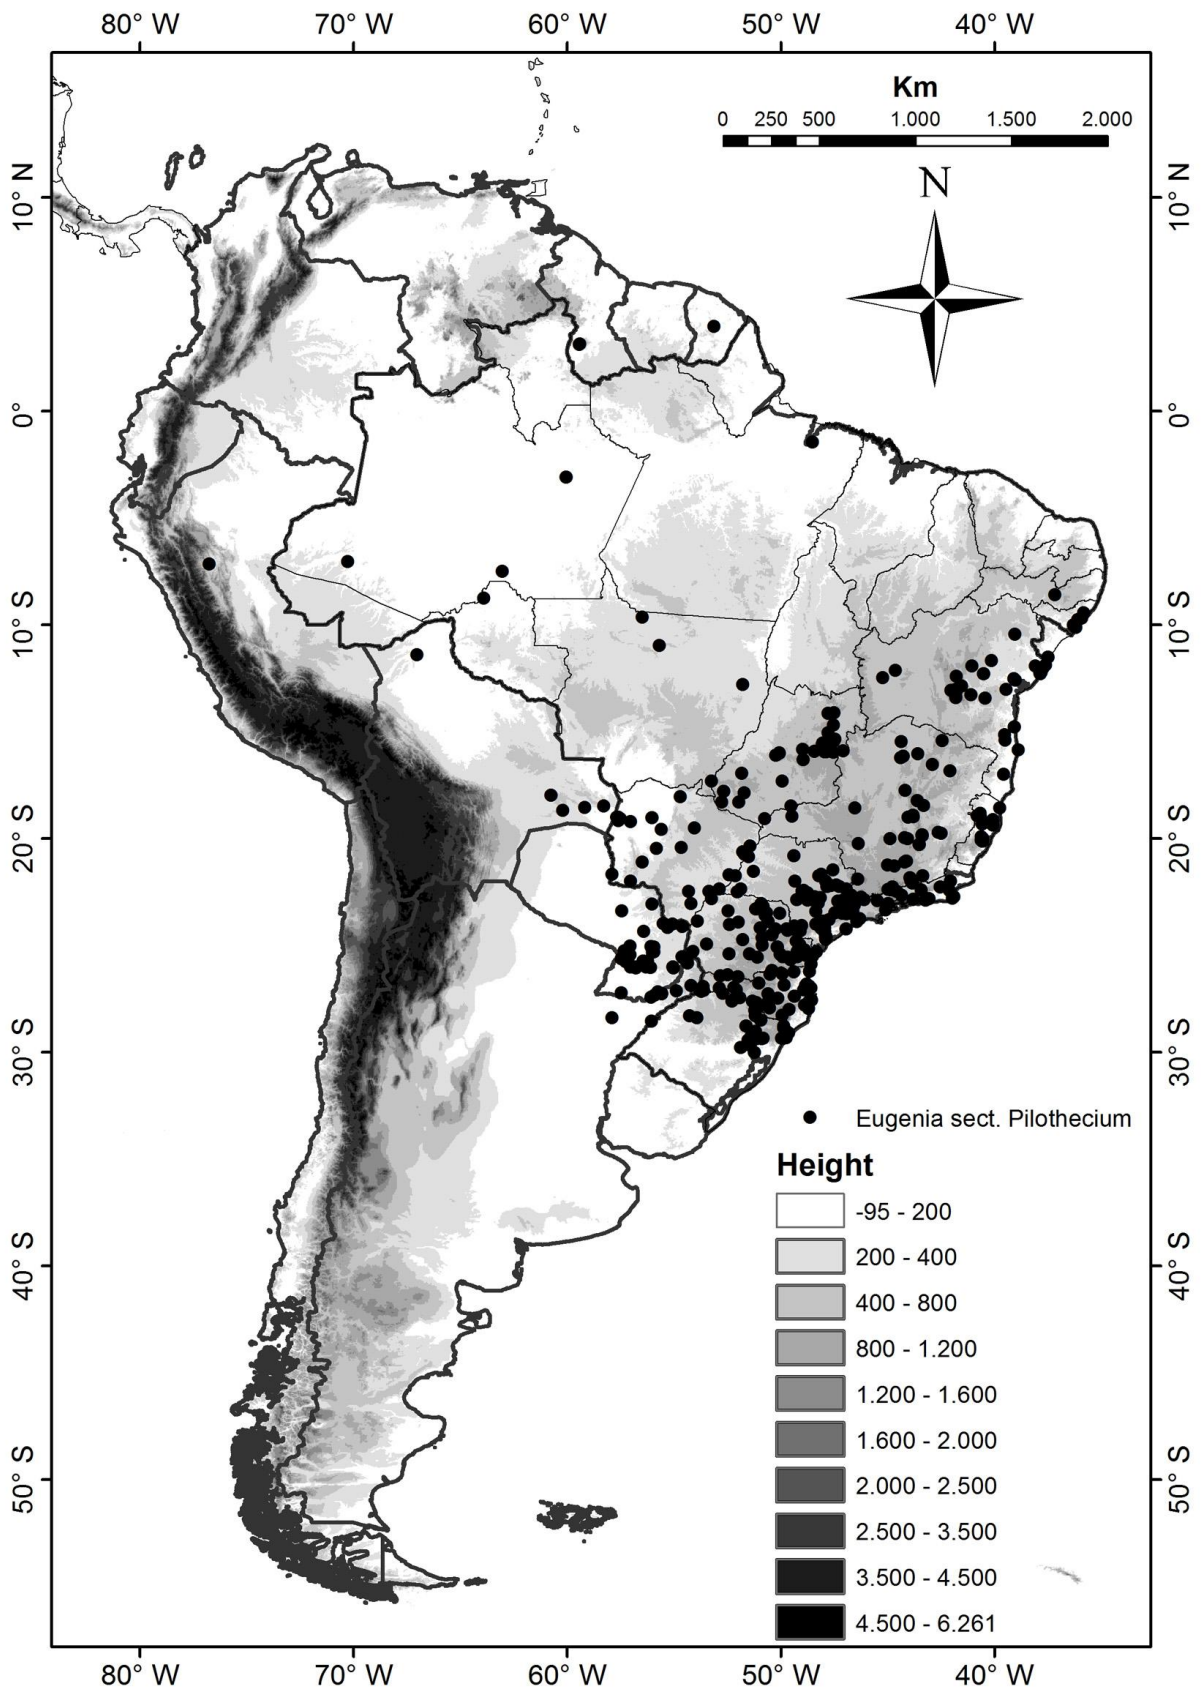 80° W 70° W 60° W 50° W 40° W
Km
0 250 500 1.000 1.500 2.000
N
10° N 10° N
0° 0°
10° S 10° S
20° S 20° S
30° S 30° S
Eugenia sect. Pilothecium
Height
-95 - 200
200 - 400
40° S 40° S
400 - 800
800 - 1.200
1.200 - 1.600
1.600 - 2.000
50° S 50° S
2.000 - 2.500
2.500 - 3.500
3.500 - 4.500
4.500 - 6.261
80° W 70° W 60° W 50° W 40° W